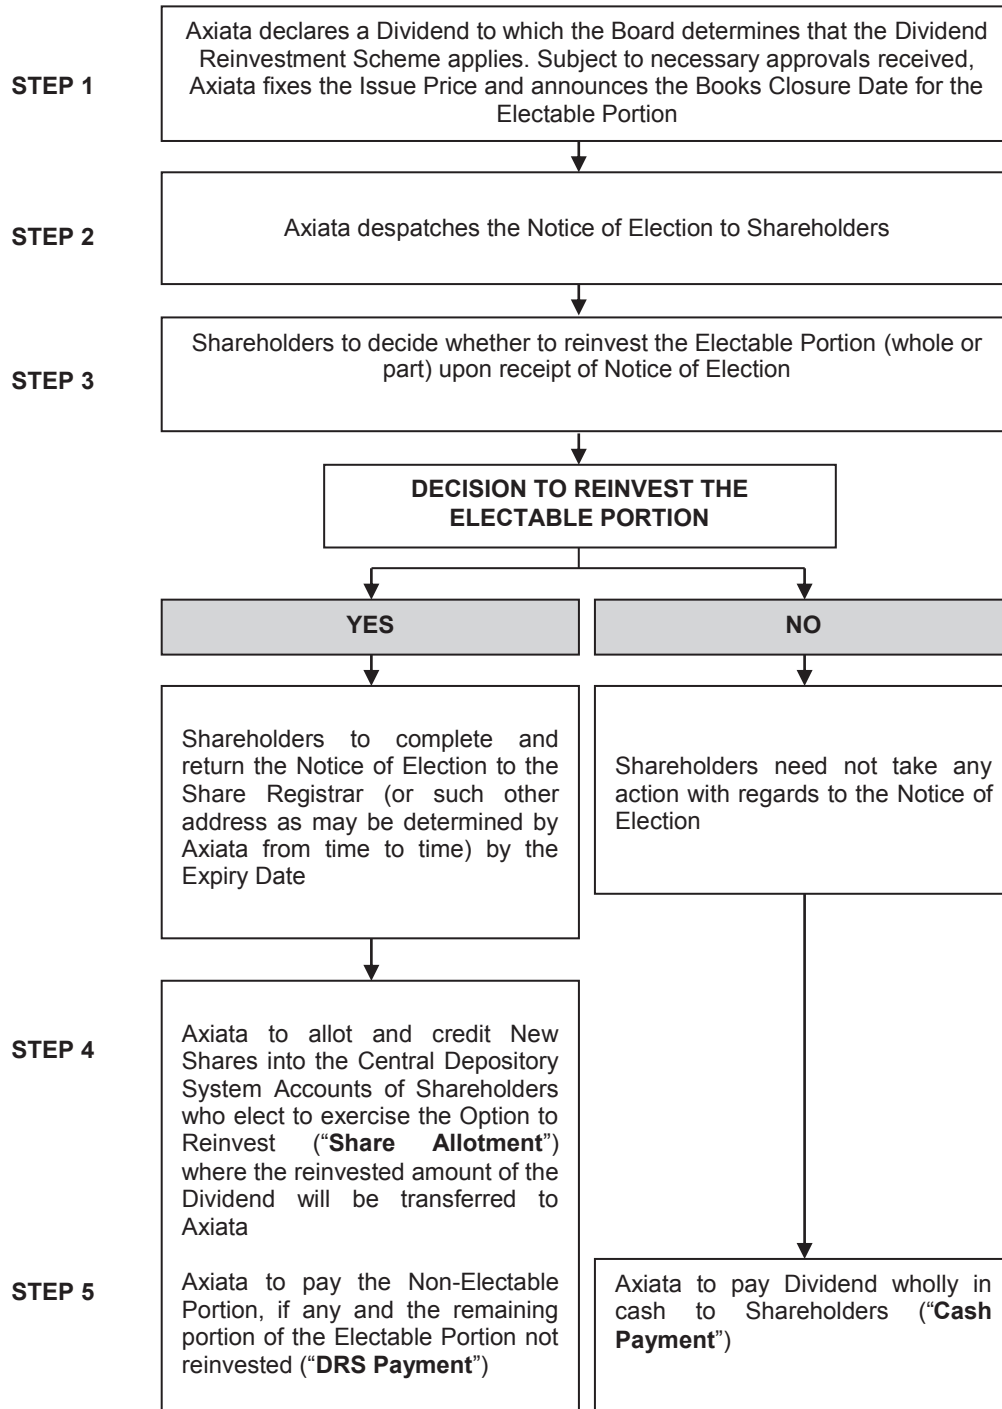 STEP 1
Axiata declares a Dividend to which the Board determines that the Dividend
Reinvestment Scheme applies. Subject to necessary approvals received,
Axiata fixes the Issue Price and announces the Books Closure Date for the
Electable Portion
STEP 2
Axiata despatches the Notice of Election to Shareholders
STEP 3
Shareholders to decide whether to reinvest the Electable Portion (whole or
part) upon receipt of Notice of Election
DECISION TO REINVEST THE
ELECTABLE PORTION
YES
NO
Shareholders to complete and
return the Notice of Election to the
Share Registrar (or such other
address as may be determined by
Axiata from time to time) by the
Expiry Date
Shareholders need not take any
action with regards to the Notice of
Election
STEP 4
Axiata to allot and credit New
Shares into the Central Depository
System Accounts of Shareholders
who elect to exercise the Option to
Reinvest (“Share Allotment”)
where the reinvested amount of the
Dividend will be transferred to
Axiata
STEP 5
Axiata to pay the Non-Electable
Portion, if any and the remaining
portion of the Electable Portion not
reinvested (“DRS Payment”)
Axiata to pay Dividend wholly in
cash to Shareholders (“Cash
Payment”)